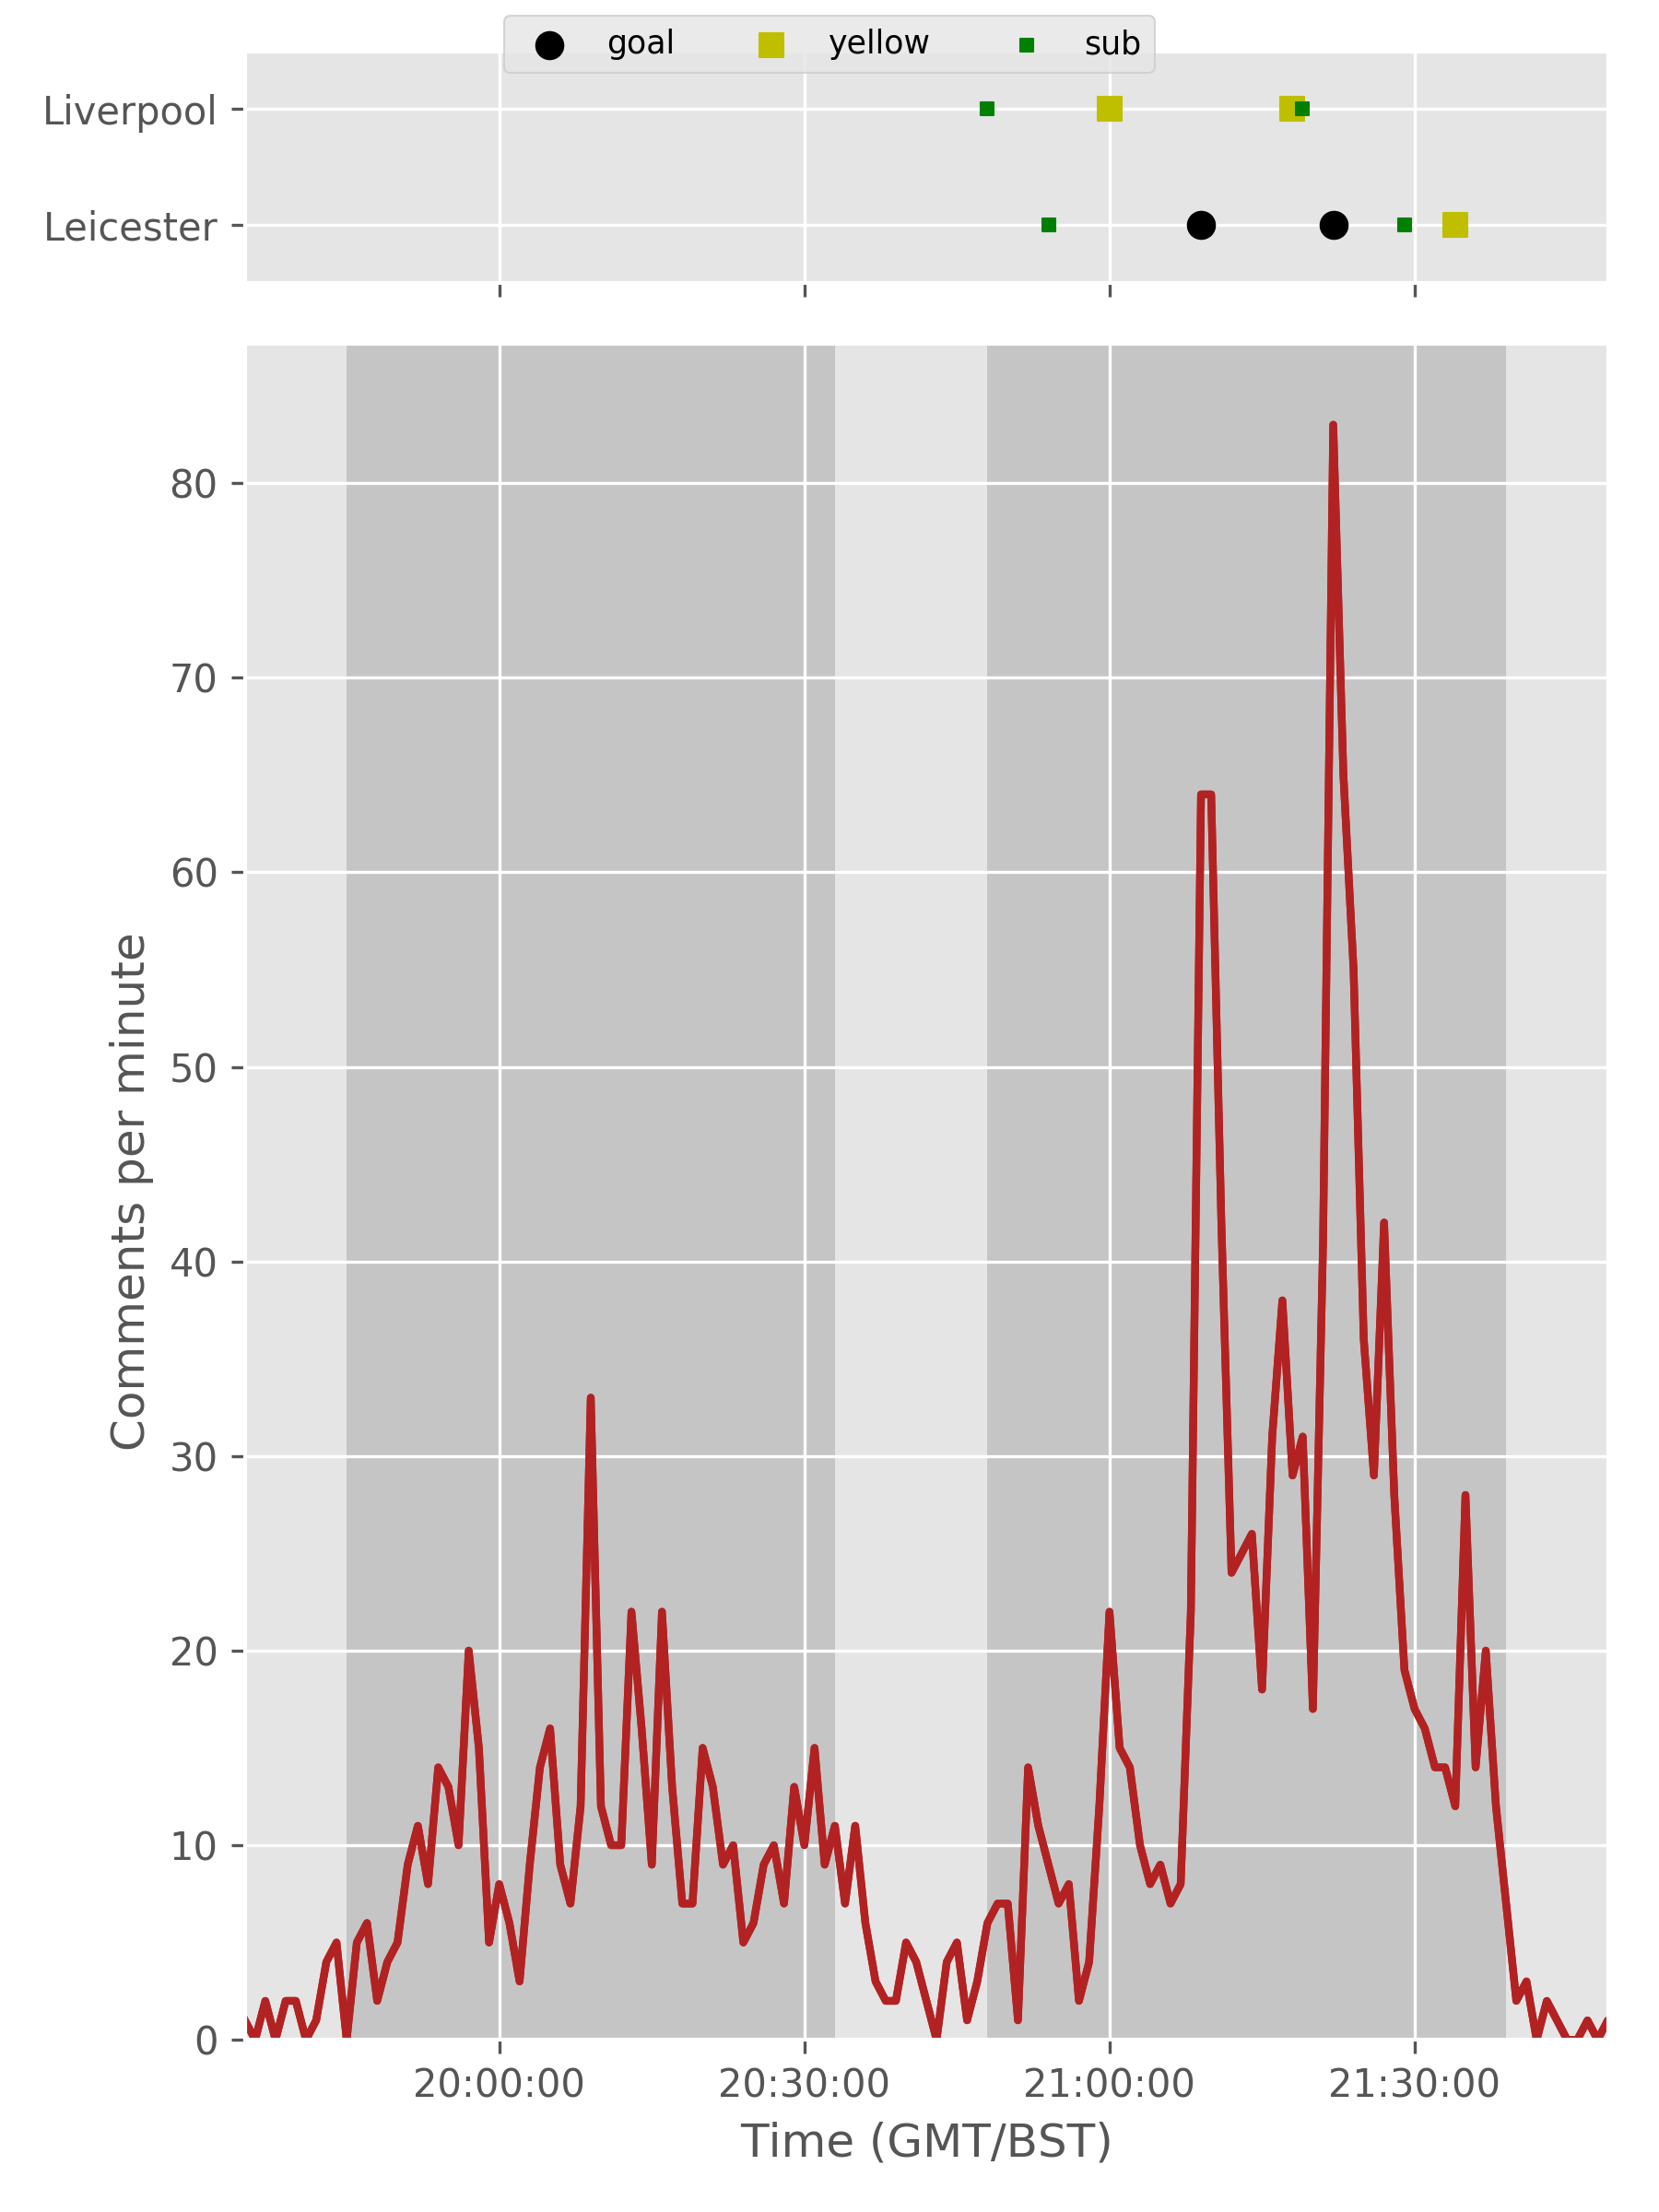 goal yellow sub
Liverpool
Leicester
80
70
60
50
40
30
20
10
0
Comments per minute
20:00:00 20:30:00 21:00:00 21:30:00
Time (GMT/BST)